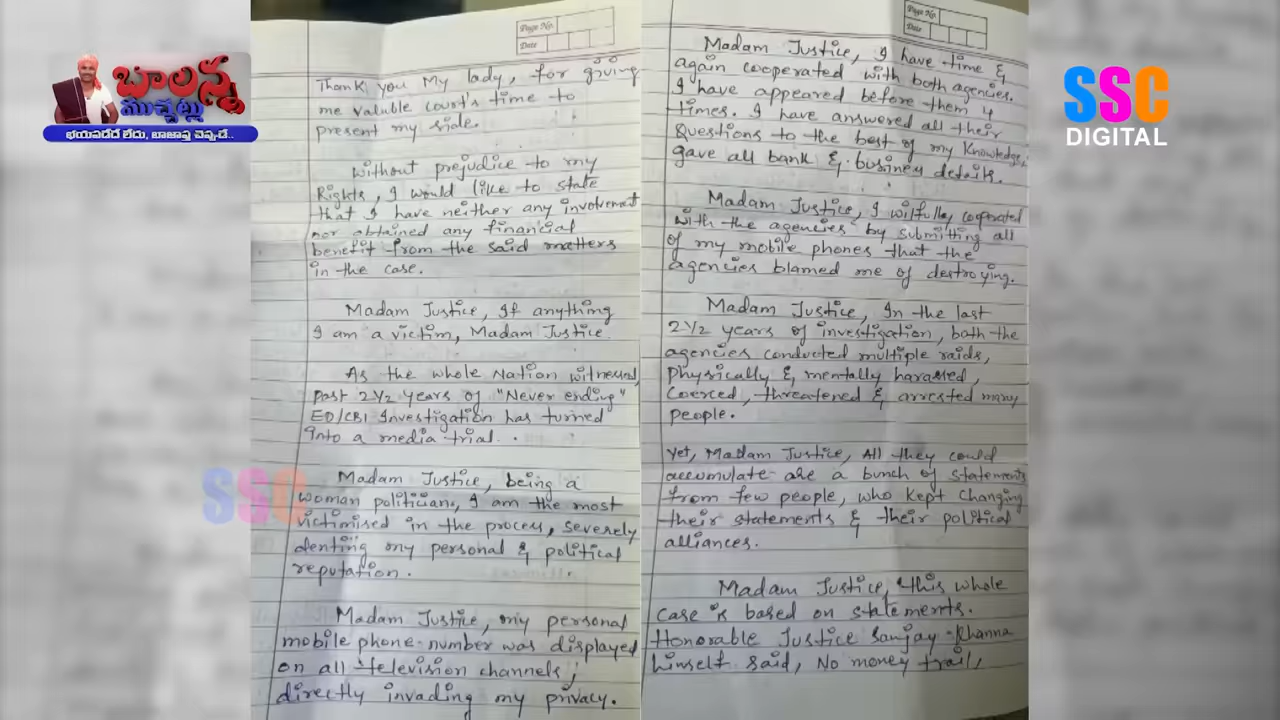 బాలన్న
ముచ్చట్లు
భయపడేదే లేదు, బాజాప్త చెప్పుడే..
SSC
DIGITAL
SSC
Page No.
Date
Thank you My lady, for giving
me valuable court's time to
present my side.
Without prejudice to my
Rights, I would like to state
that I have neither any involvement
nor obtained any financial
benefit from the said matters
in the case.
Madam Justice, If anything
I am a victim, Madam Justice
As the whole Nation witnessed,
past 2 1/2 years of "Never ending"
ED/CBI Investigation has turned
into a media trial.
Madam Justice, being a
woman politician, I am the most
victimised in the process, severely
denting my personal & political
reputation.
Madam Justice, my personal
mobile phone number was displayed
on all television channels,
directly invading my privacy.
Page No.
Date
Madam Justice, I have time &
again cooperated with both agencies.
I have appeared before them 4
times. I have answered all their
Questions to the best of my knowledge,
gave all bank & business details.
Madam Justice, I wilfully cooperated
with the agencies by submitting all
of my mobile phones that the
agencies blamed me of destroying.
Madam Justice, In the last
2 1/2 years of investigation, both the
agencies conducted multiple raids,
physically & mentally harassed,
Coerced, threatened & arrested many
people.
Yet, Madam Justice, All they could
accumulate are a bunch of statements
from few people, who kept changing
their statements & their political
alliances.
Madam Justice, this whole
case is based on statements.
Honorable Justice Sanjay Khanna
himself said, No money trail,